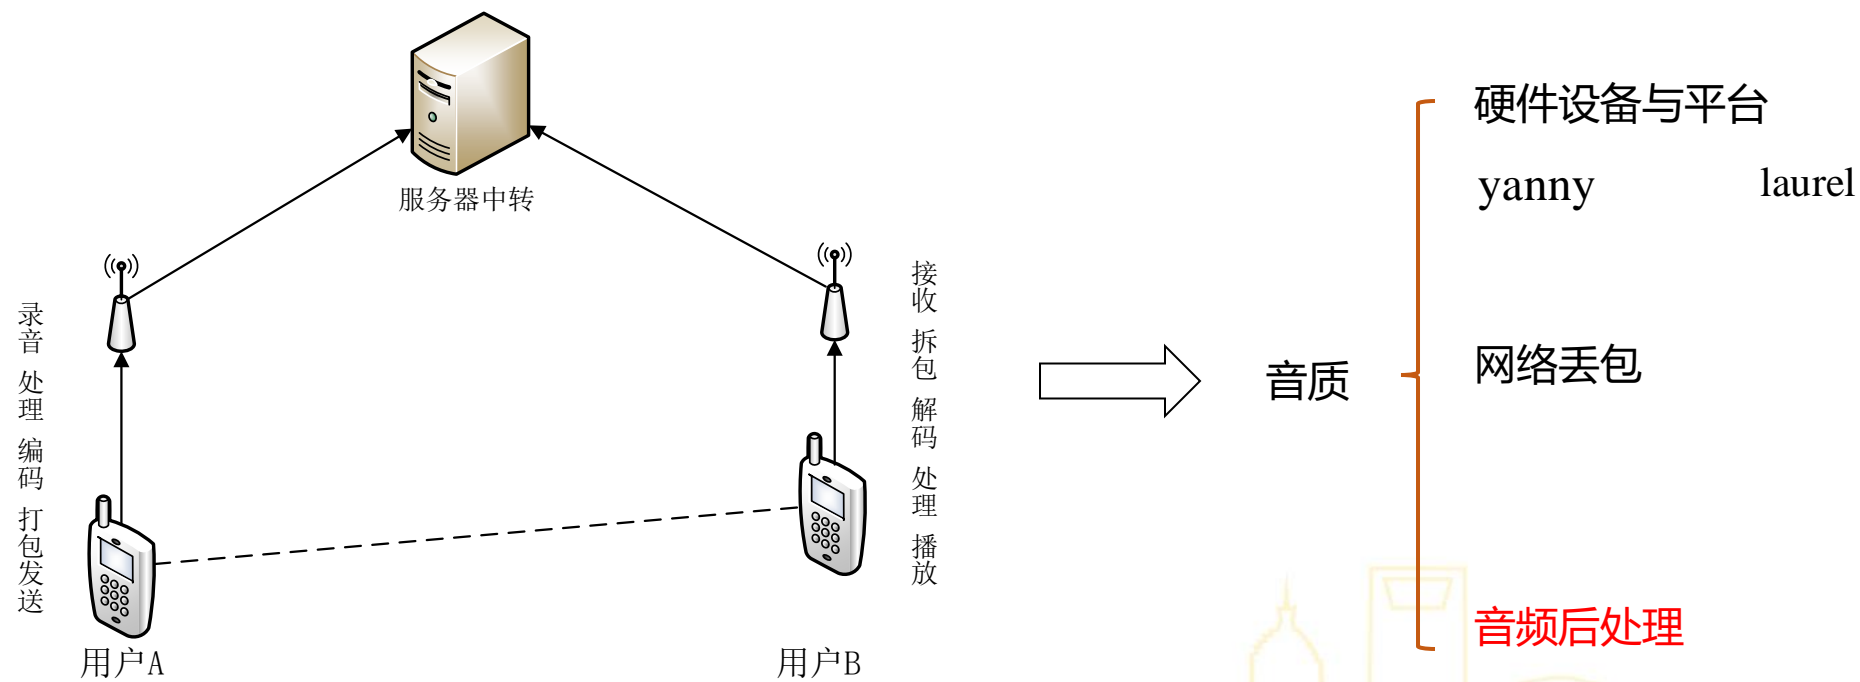 服务器中转
录音 处理 编码 打包发送
接收 拆包 解码 处理 播放
用户A
用户B
音质
硬件设备与平台
yanny laurel
网络丢包
音频后处理